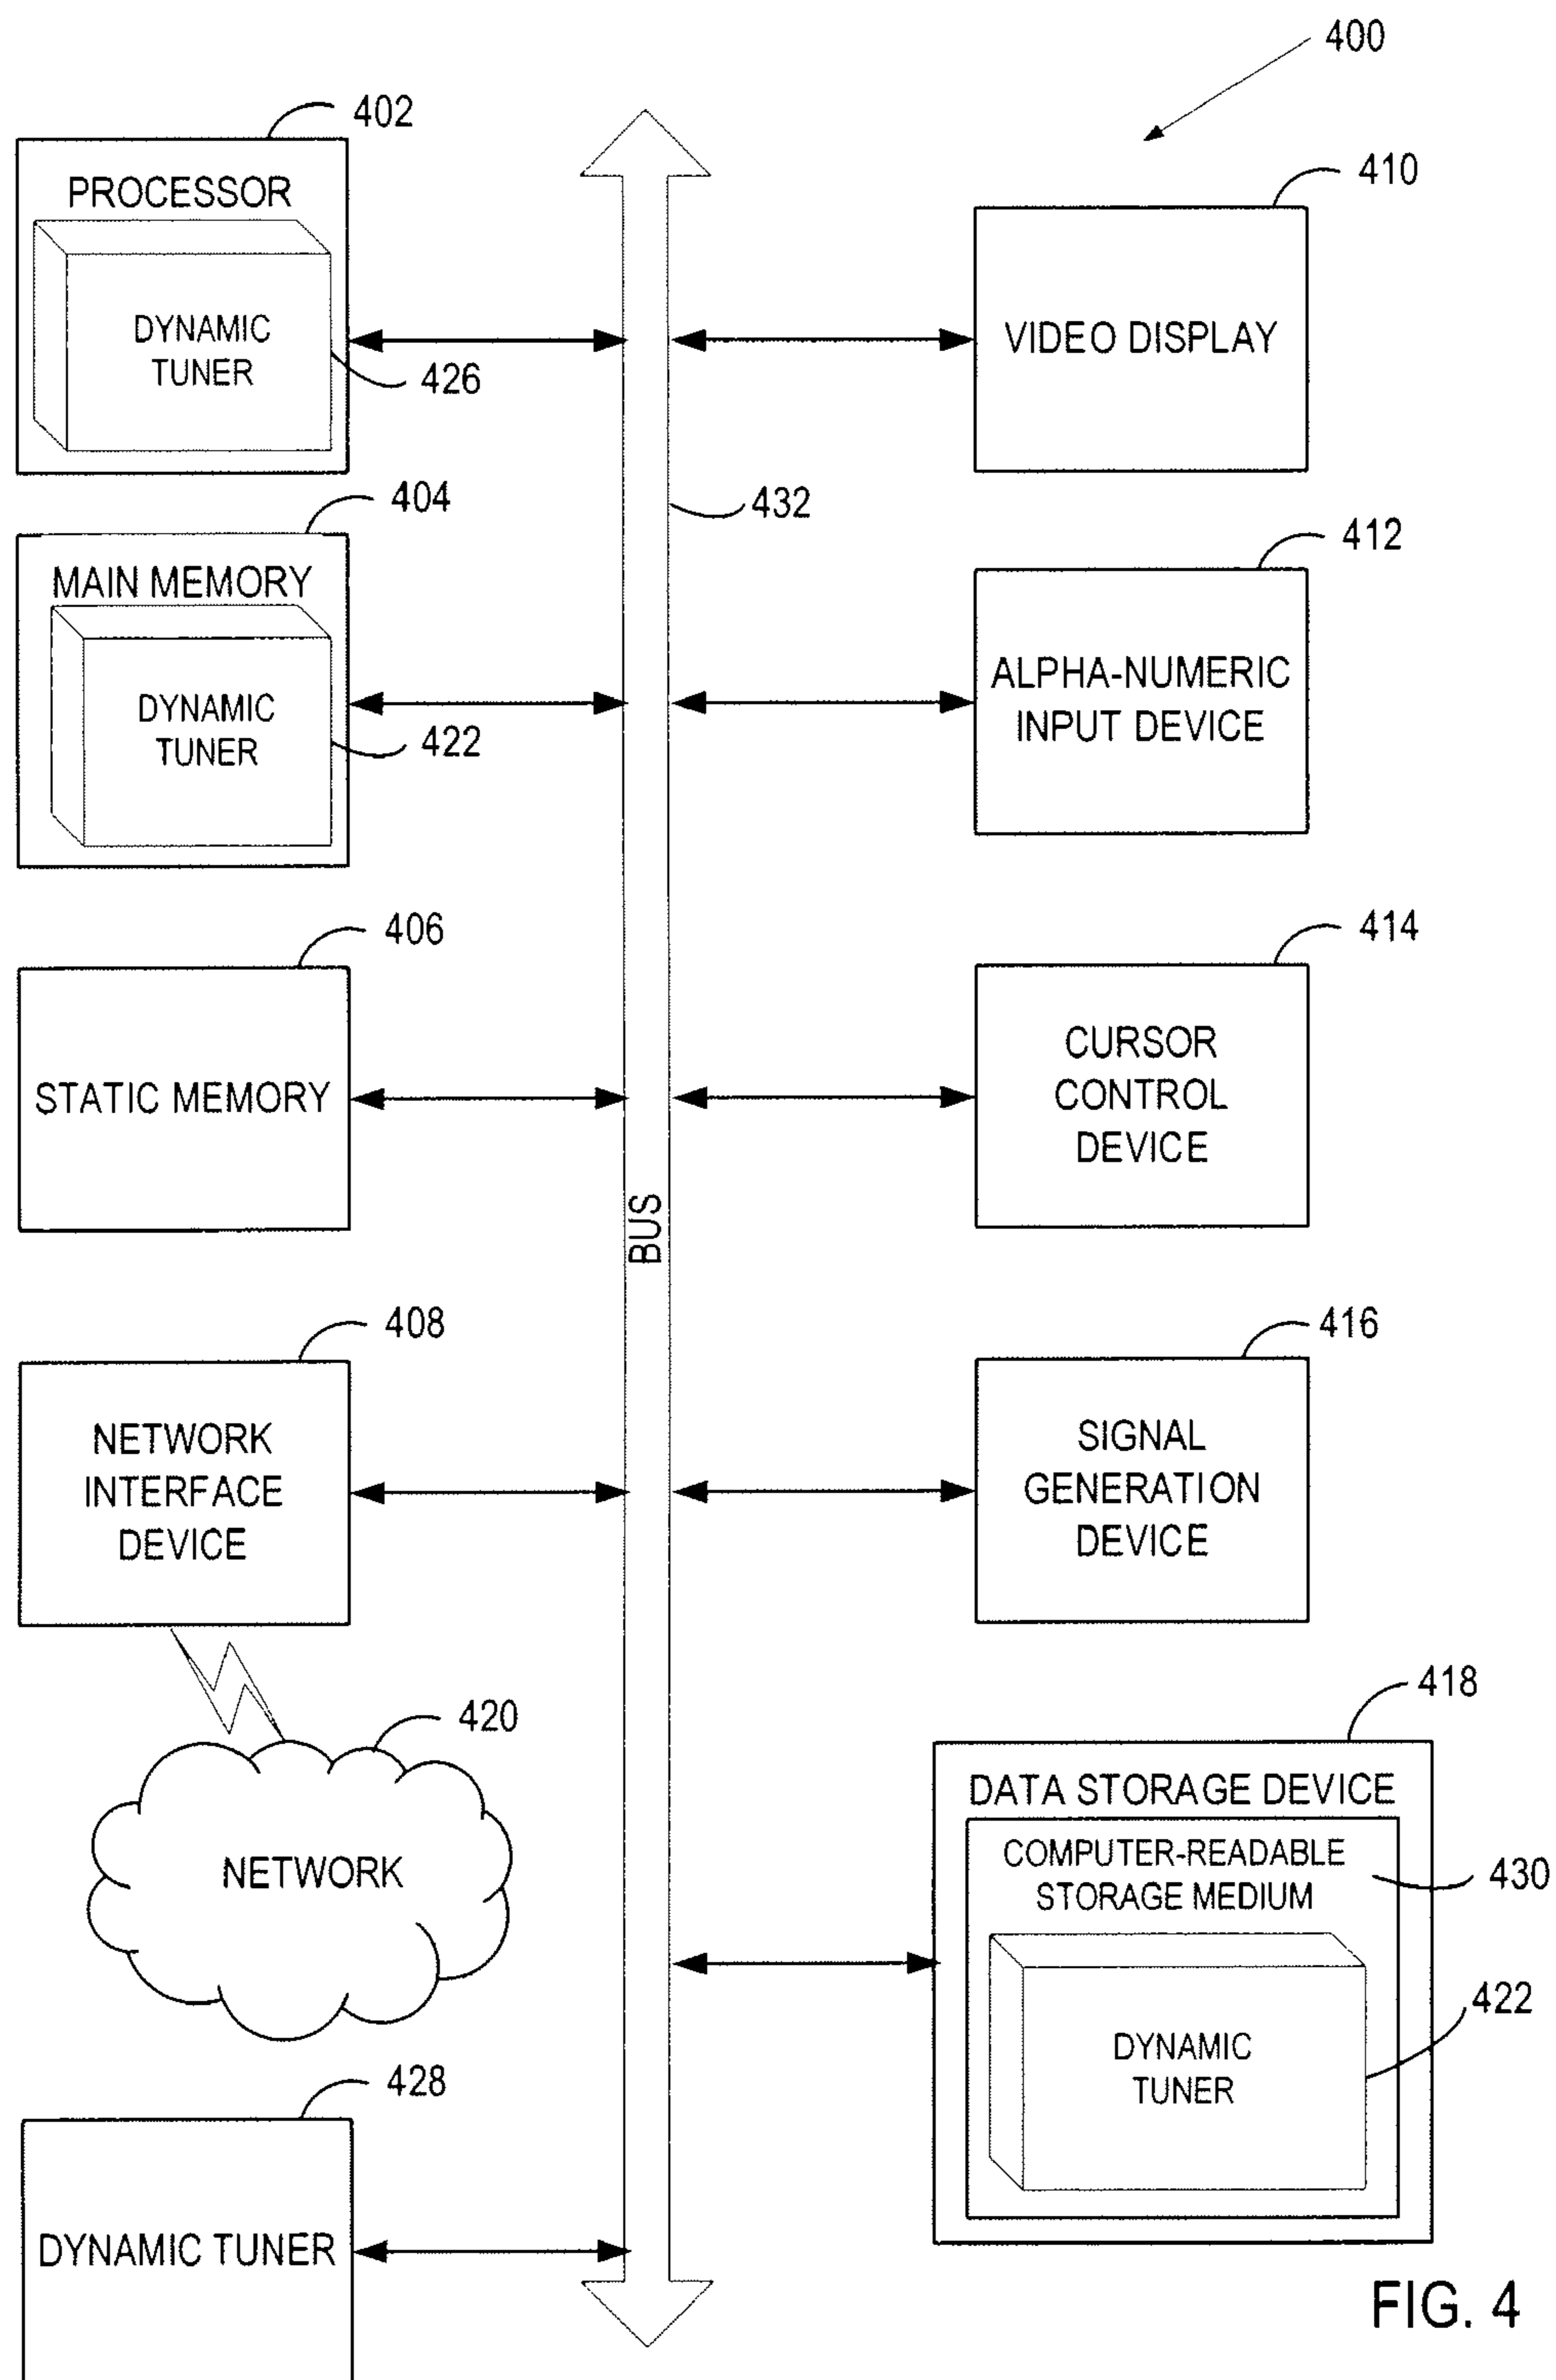 400
402
PROCESSOR
DYNAMIC
TUNER
426
410
VIDEO DISPLAY
432
404
MAIN MEMORY
DYNAMIC
TUNER
422
412
ALPHA-NUMERIC
INPUT DEVICE
406
STATIC MEMORY
414
CURSOR
CONTROL
DEVICE
BUS
408
NETWORK
INTERFACE
DEVICE
416
SIGNAL
GENERATION
DEVICE
420
NETWORK
418
DATA STORAGE DEVICE
COMPUTER-READABLE
STORAGE MEDIUM
430
DYNAMIC
TUNER
422
428
DYNAMIC TUNER
FIG. 4